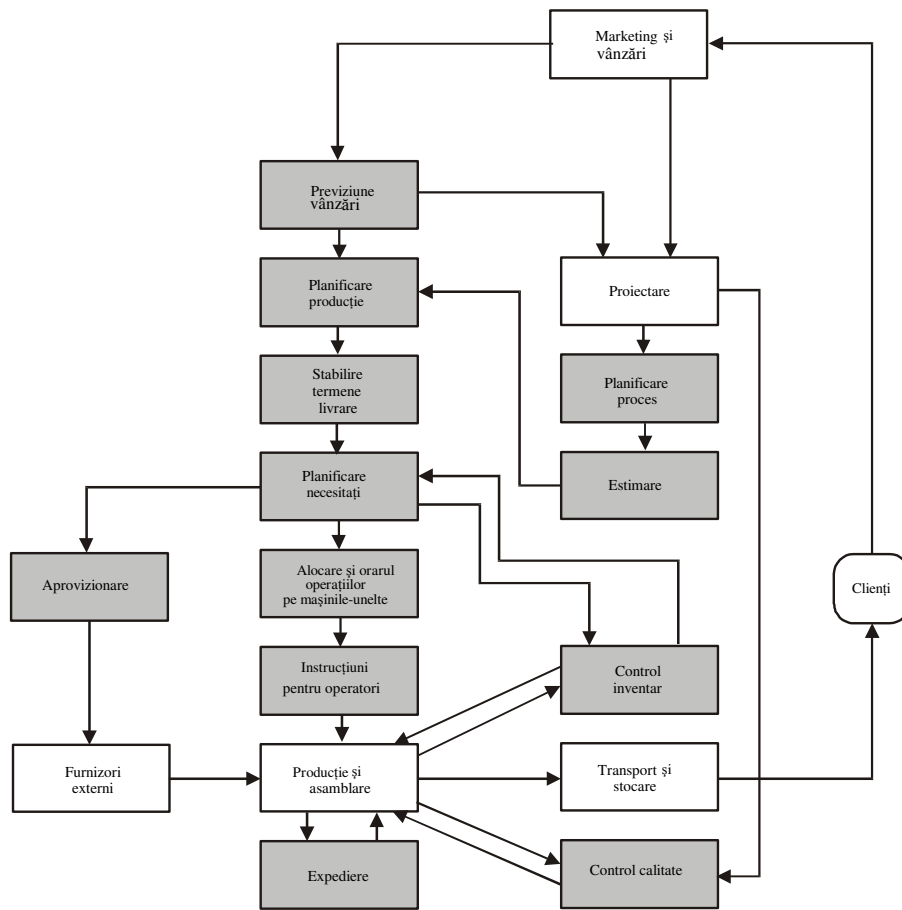 Marketing și
vânzări
Previziune
vânzări
Planificare
producție
Proiectare
Stabilire
termene
livrare
Planificare
proces
Planificare
necesitați
Estimare
Aprovizionare
Alocare și orarul
operațiilor
pe mașinile-unelte
Clienți
Instrucțiuni
pentru operatori
Control
inventar
Furnizori
externi
Producție și
asamblare
Transport și
stocare
Expediere
Control calitate